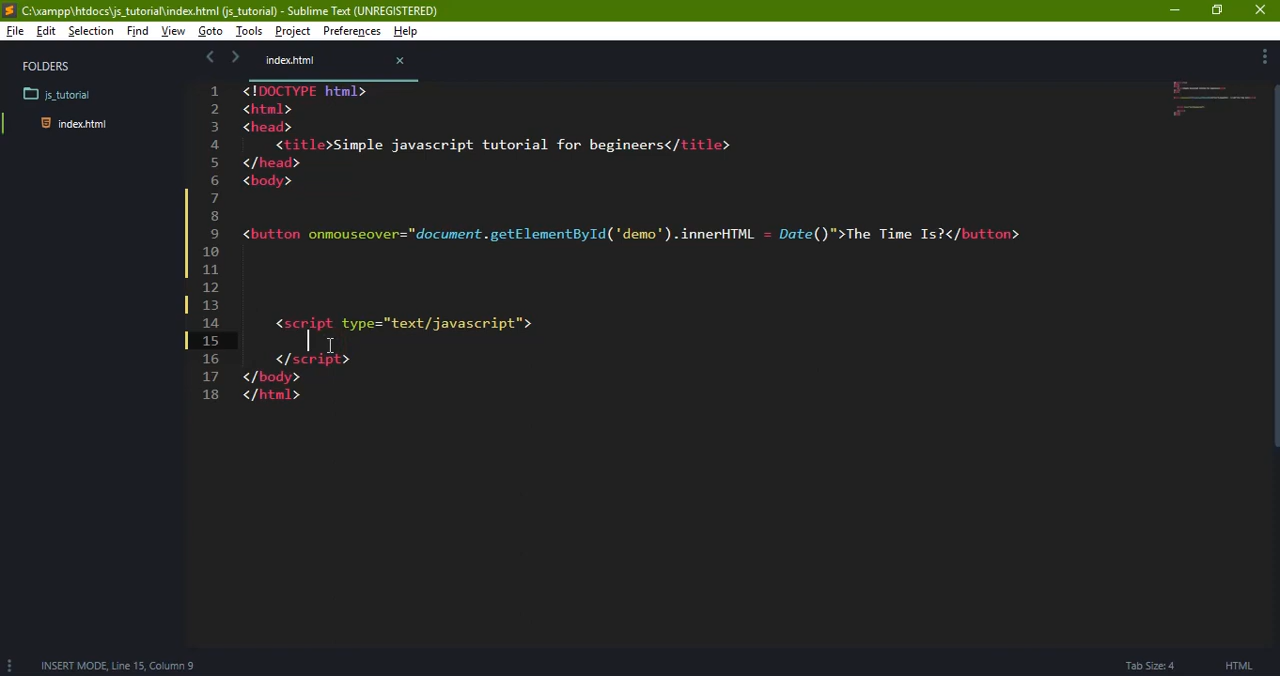 C:\xampp\htdocs\js_tutorial\index.html (js_tutorial) - Sublime Text (UNREGISTERED)
File Edit Selection Find View Goto Tools Project Preferences Help
FOLDERS
js_tutorial
index.html
index.html
1 <!DOCTYPE html>
2 <html>
3 <head>
4 <title>Simple javascript tutorial for begineers</title>
5 </head>
6 <body>
7
8
9 <button onmouseover="document.getElementById('demo').innerHTML = Date()">The Time Is?</button>
10
11
12
13
14 <script type="text/javascript">
15
16 </script>
17 </body>
18 </html>
INSERT MODE, Line 15, Column 9
Tab Size: 4
HTML